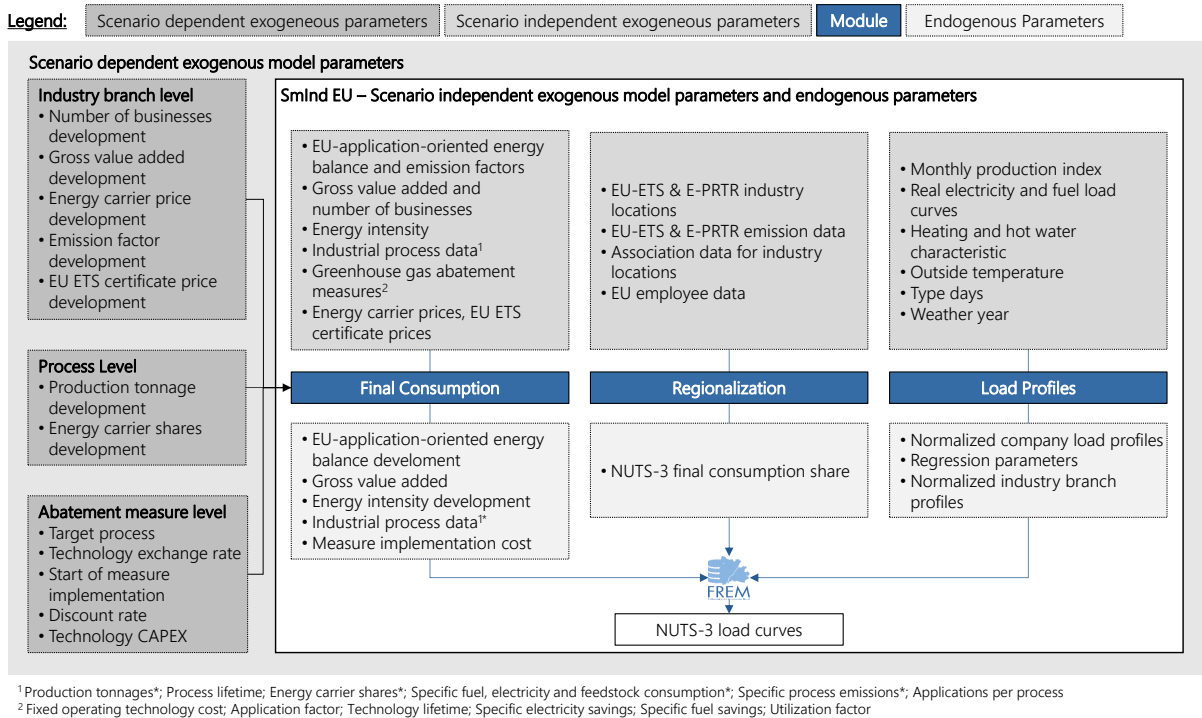 Legend:
Scenario dependent exogeneous parameters
Scenario independent exogeneous parameters
Module
Endogenous Parameters
Scenario dependent exogenous model parameters
Industry branch level
• Number of businesses
development
• Gross value added
development
• Energy carrier price
development
• Emission factor
development
• EU ETS certificate price
development
Process Level
• Production tonnage
development
• Energy carrier shares
development
Abatement measure level
• Target process
• Technology exchange rate
• Start of measure
implementation
• Discount rate
• Technology CAPEX
SmInd EU – Scenario independent exogenous model parameters and endogenous parameters
• EU-application-oriented energy
balance and emission factors
• Gross value added and
number of businesses
• Energy intensity
• Industrial process data¹
• Greenhouse gas abatement
measures²
• Energy carrier prices, EU ETS
certificate prices
• EU-ETS & E-PRTR industry
locations
• EU-ETS & E-PRTR emission data
• Association data for industry
locations
• EU employee data
• Monthly production index
• Real electricity and fuel load
curves
• Heating and hot water
characteristic
• Outside temperature
• Type days
• Weather year
Final Consumption
Regionalization
Load Profiles
• EU-application-oriented energy
balance develoment
• Gross value added
• Energy intensity development
• Industrial process data¹*
• Measure implementation cost
• NUTS-3 final consumption share
• Normalized company load profiles
• Regression parameters
• Normalized industry branch
profiles
FREM
NUTS-3 load curves
¹ Production tonnages*; Process lifetime; Energy carrier shares*; Specific fuel, electricity and feedstock consumption*; Specific process emissions*; Applications per process
² Fixed operating technology cost; Application factor; Technology lifetime; Specific electricity savings; Specific fuel savings; Utilization factor